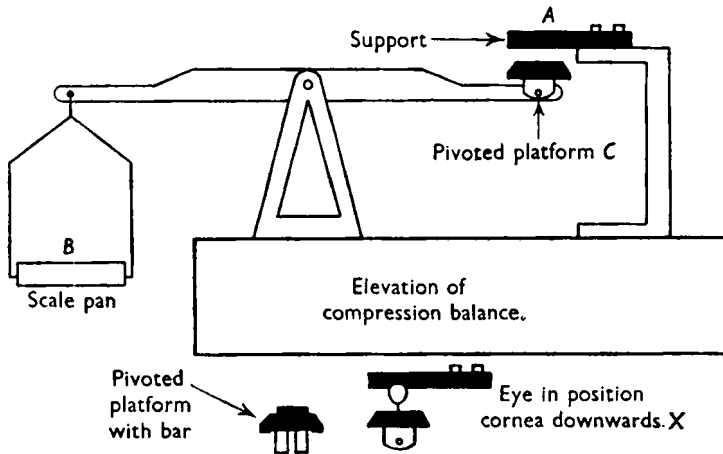 A
Support
Pivoted platform C
B
Scale pan
Elevation of
compression balance.
Pivoted
platform
with bar
Eye in position
cornea downwards. X